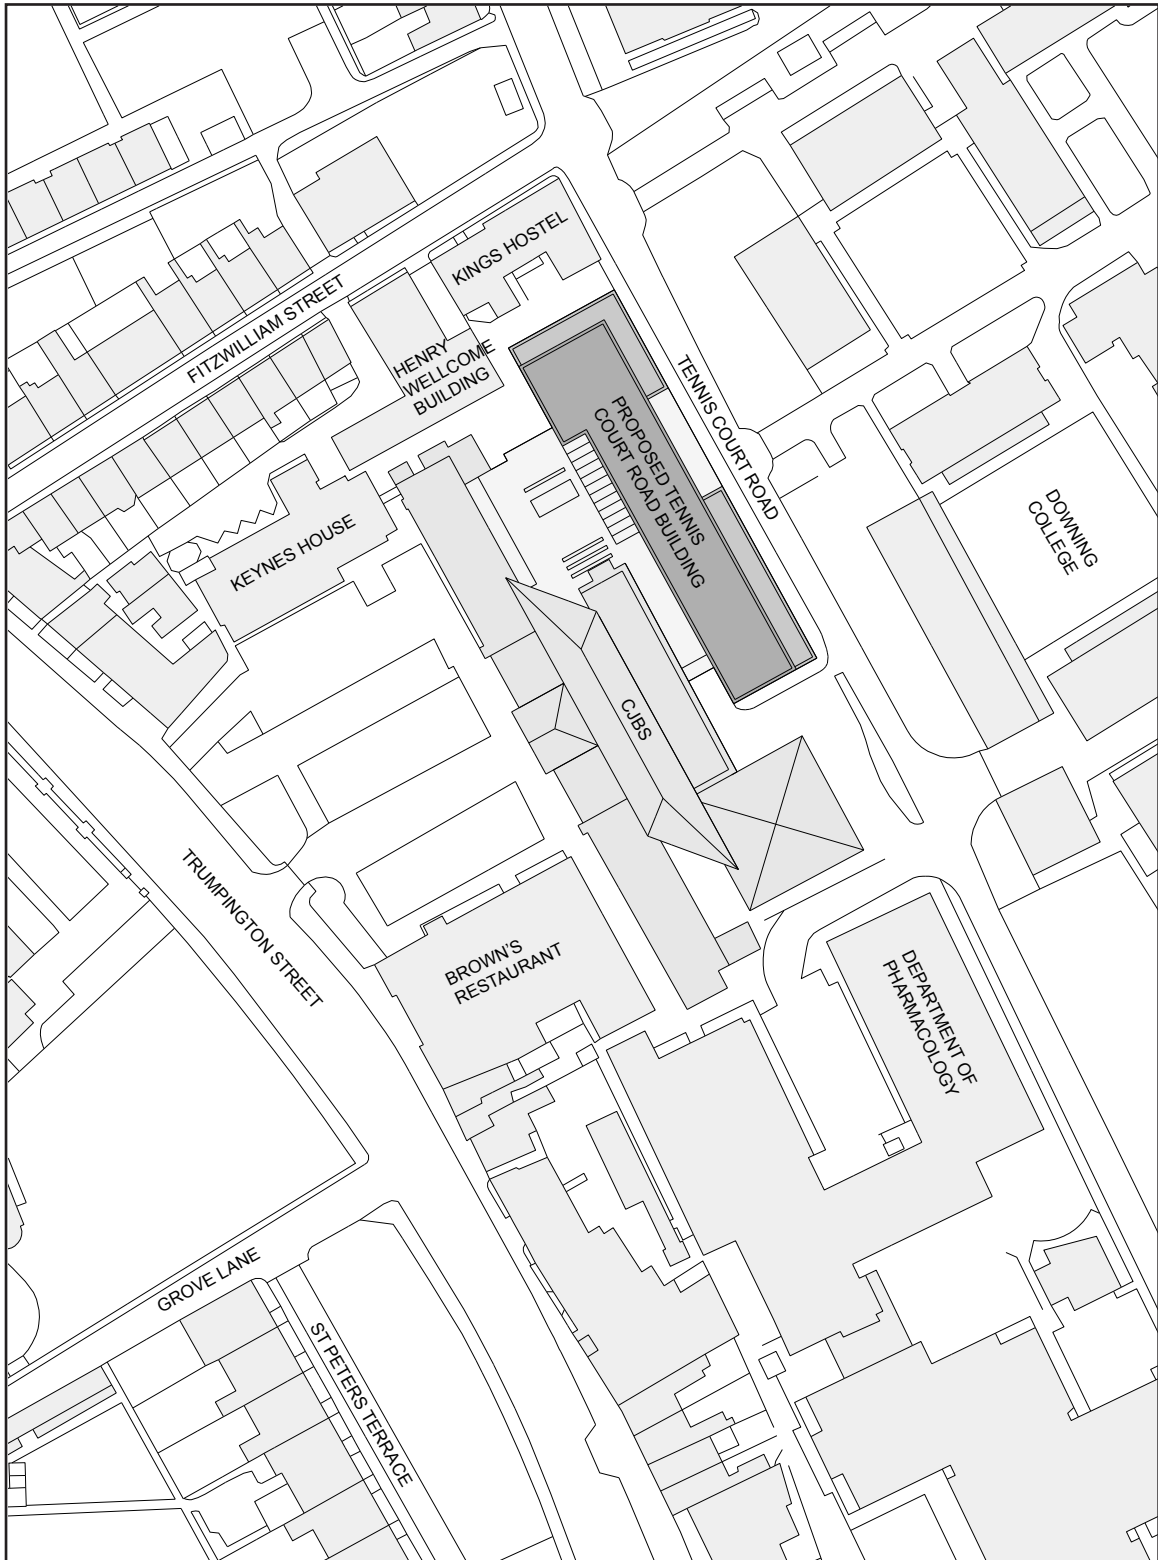 KINGS HOSTEL
FITZWILLIAM STREET
HENRY
WELLCOME
BUILDING
TENNIS COURT ROAD
PROPOSED TENNIS
COURT ROAD BUILDING
KEYNES HOUSE
DOWNING
COLLEGE
CJBS
TRUMPINGTON STREET
BROWN'S
RESTAURANT
DEPARTMENT OF
PHARMACOLOGY
GROVE LANE
ST PETERS TERRACE